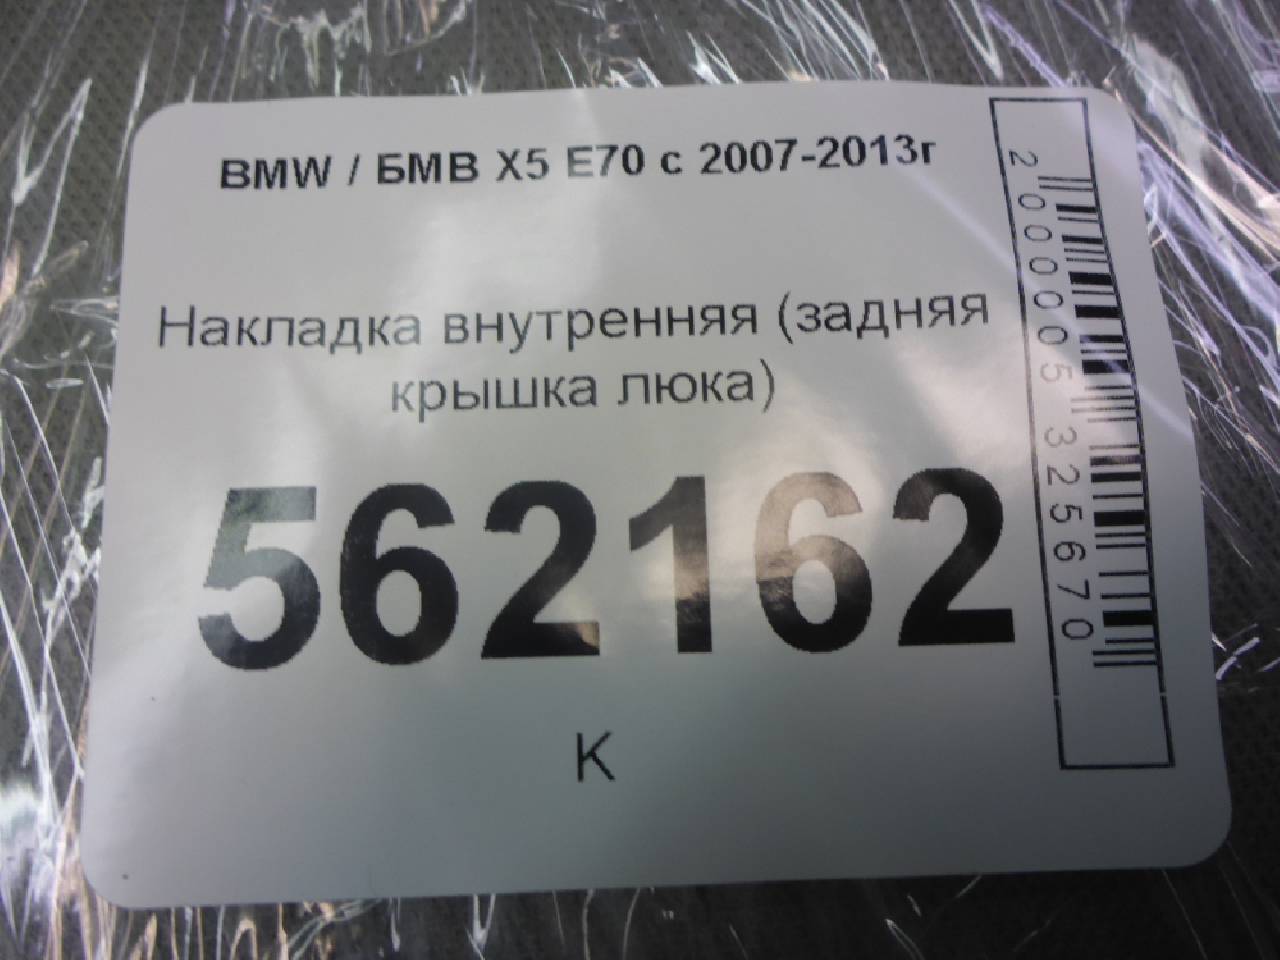 BMW / БМВ X5 E70 с 2007-2013г
Накладка внутренняя (задняя
крышка люка)
562162
К
2000005325670